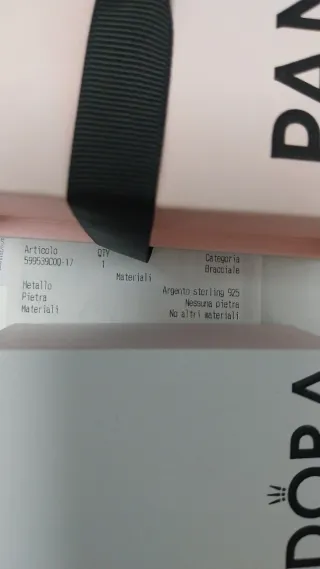 PAN
Articolo QTY Categoria
599539C00-17 1 Bracciale
Materiali
Metallo Argento sterling 925
Pietra Nessuna pietra
Materiali No altri materiali
DORA